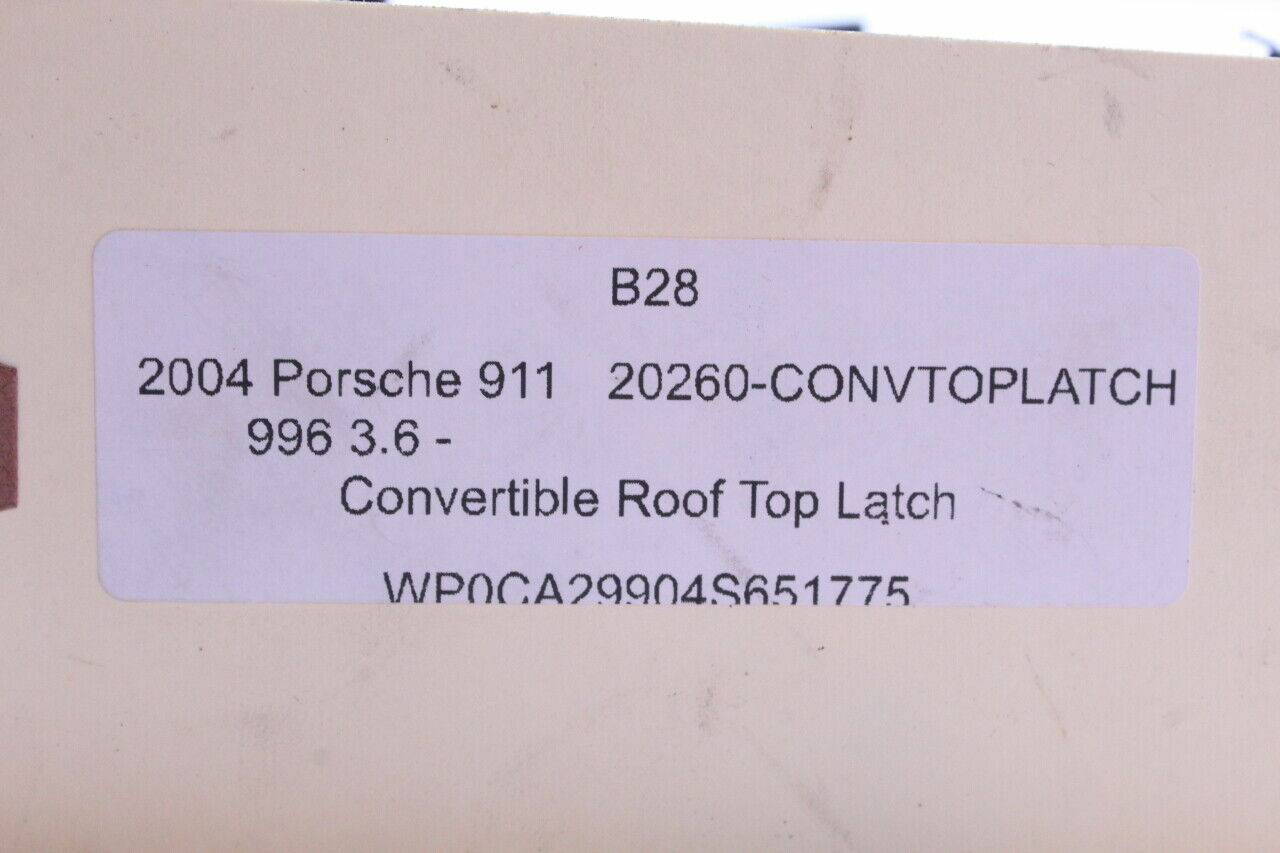 B28
2004 Porsche 911 20260-CONVTOPLATCH
996 3.6 -
Convertible Roof Top Latch
WP0CA29904S651775